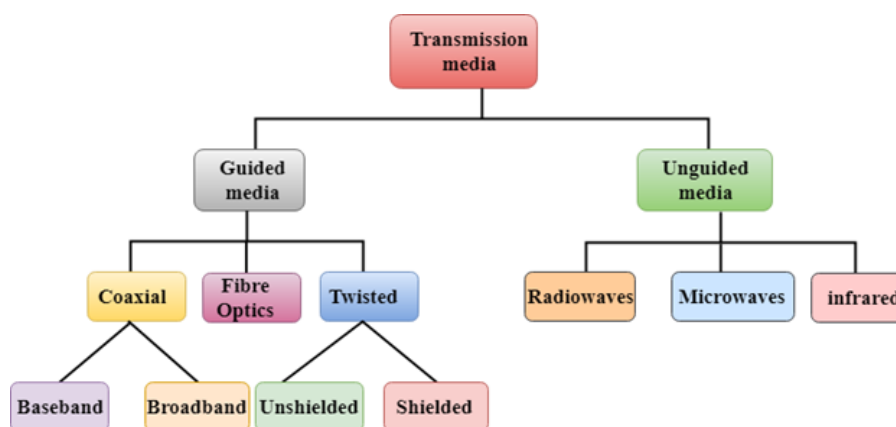 Transmission
media
Guided
media
Unguided
media
Coaxial
Fibre
Optics
Twisted
Radiowaves
Microwaves
infrared
Baseband
Broadband
Unshielded
Shielded